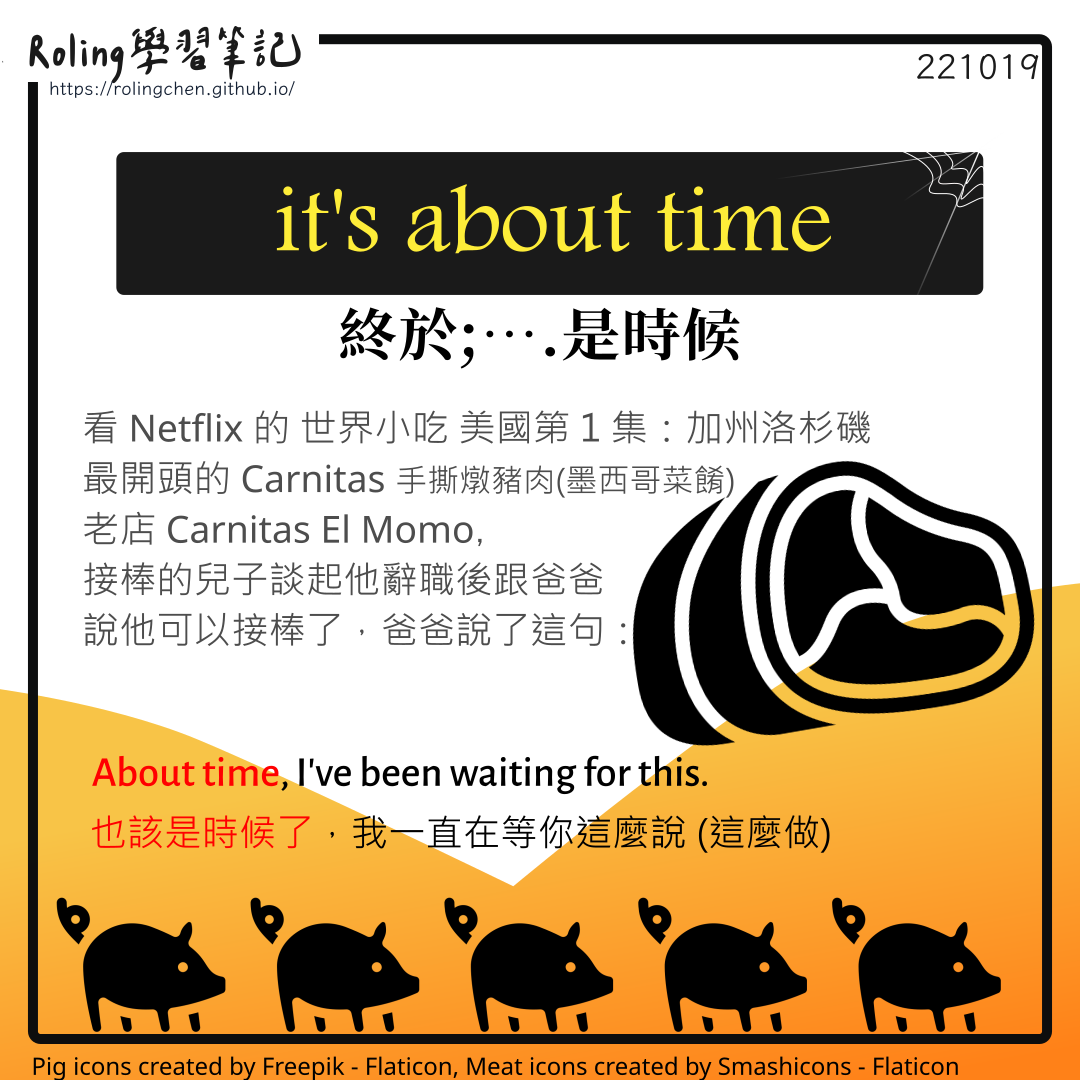 Roling學習筆記
https://rolingchen.github.io/
221019
it's about time
終於;⋯.是時候
看 Netflix 的 世界小吃 美國第 1 集：加州洛杉磯
最開頭的 Carnitas 手撕燉豬肉(墨西哥菜餚)
老店 Carnitas El Momo,
接棒的兒子談起他辭職後跟爸爸
說他可以接棒了，爸爸說了這句：
About time, I've been waiting for this.
也該是時候了，我一直在等你這麼說 (這麼做)
Pig icons created by Freepik - Flaticon, Meat icons created by Smashicons - Flaticon